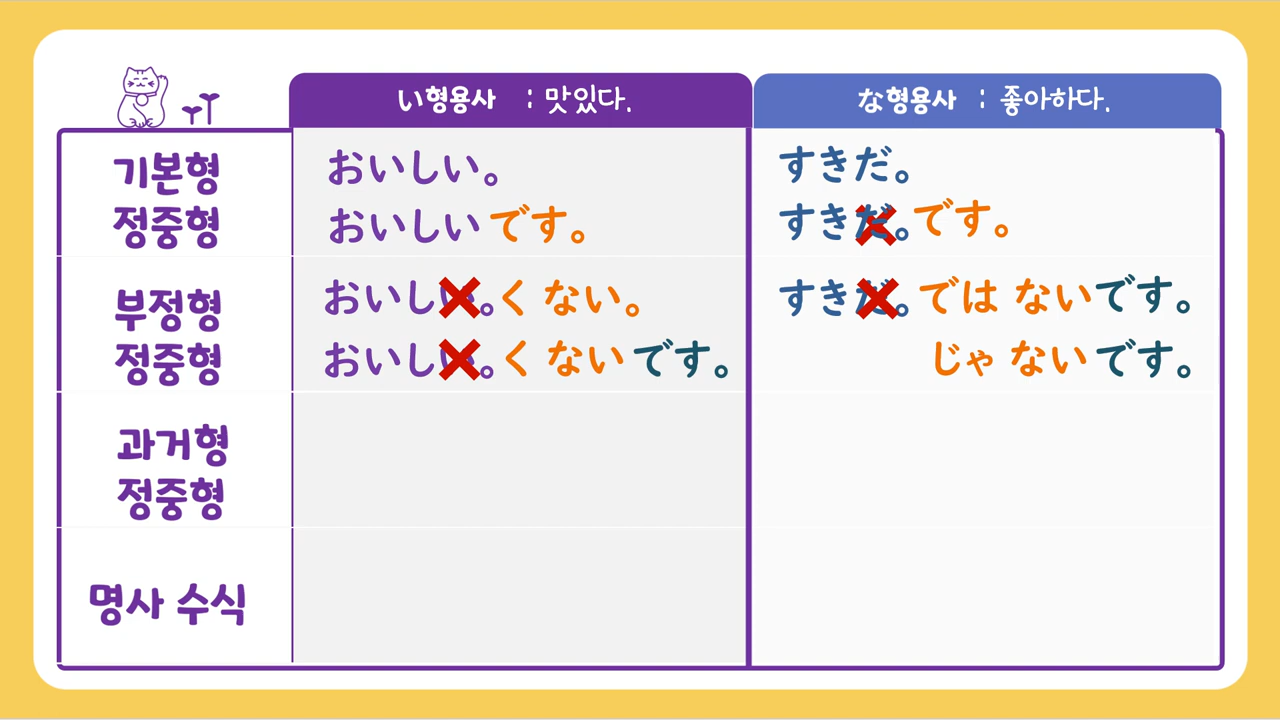 い형용사 : 맛있다.
な형용사 : 좋아하다.
기본형
おいしい。
すきだ。
정중형
おいしいです。
すきだ。です。
부정형
おいしい。く ない。
すきだ。では ないです。
정중형
おいしい。く ないです。
じゃ ないです。
과거형
정중형
명사 수식